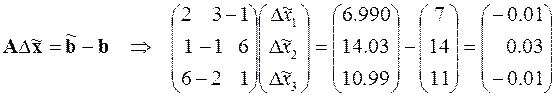 AΔx̃ = b̃ − b ⇒ (2 3 −1; 1 −1 6; 6 −2 1)(Δx̃₁; Δx̃₂; Δx̃₃) = (6.990; 14.03; 10.99) − (7; 14; 11) = (−0.01; 0.03; −0.01)